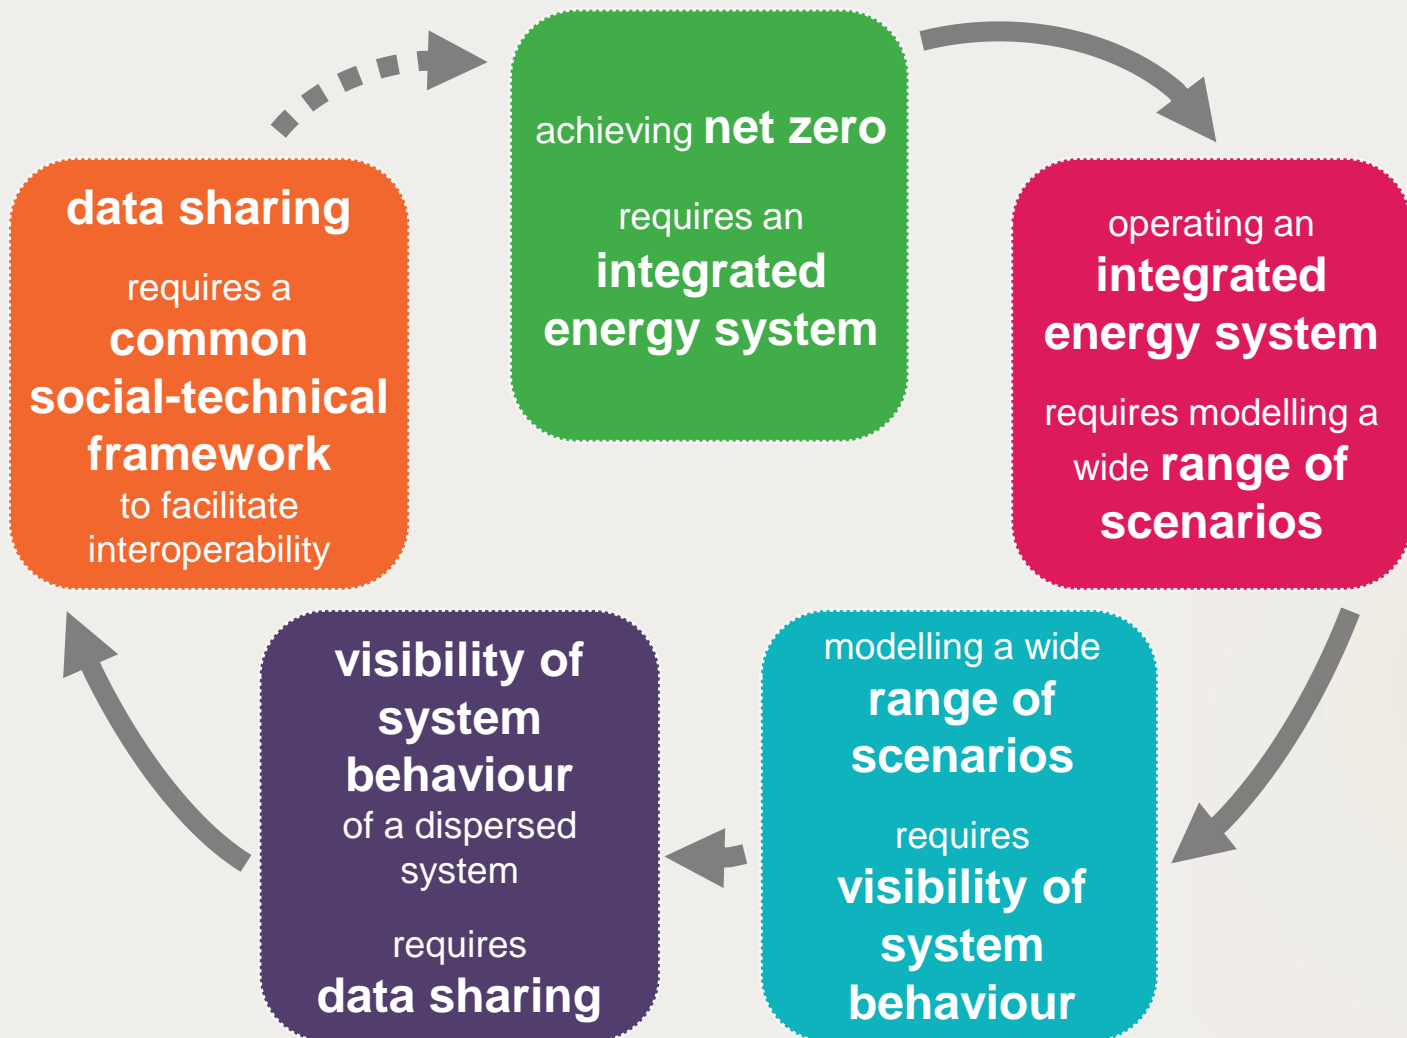 achieving net zero
requires an
integrated
energy system
operating an
integrated
energy system
requires modelling a
wide range of
scenarios
modelling a wide
range of
scenarios
requires
visibility of
system
behaviour
visibility of
system
behaviour
of a dispersed
system
requires
data sharing
data sharing
requires a
common
social-technical
framework
to facilitate
interoperability